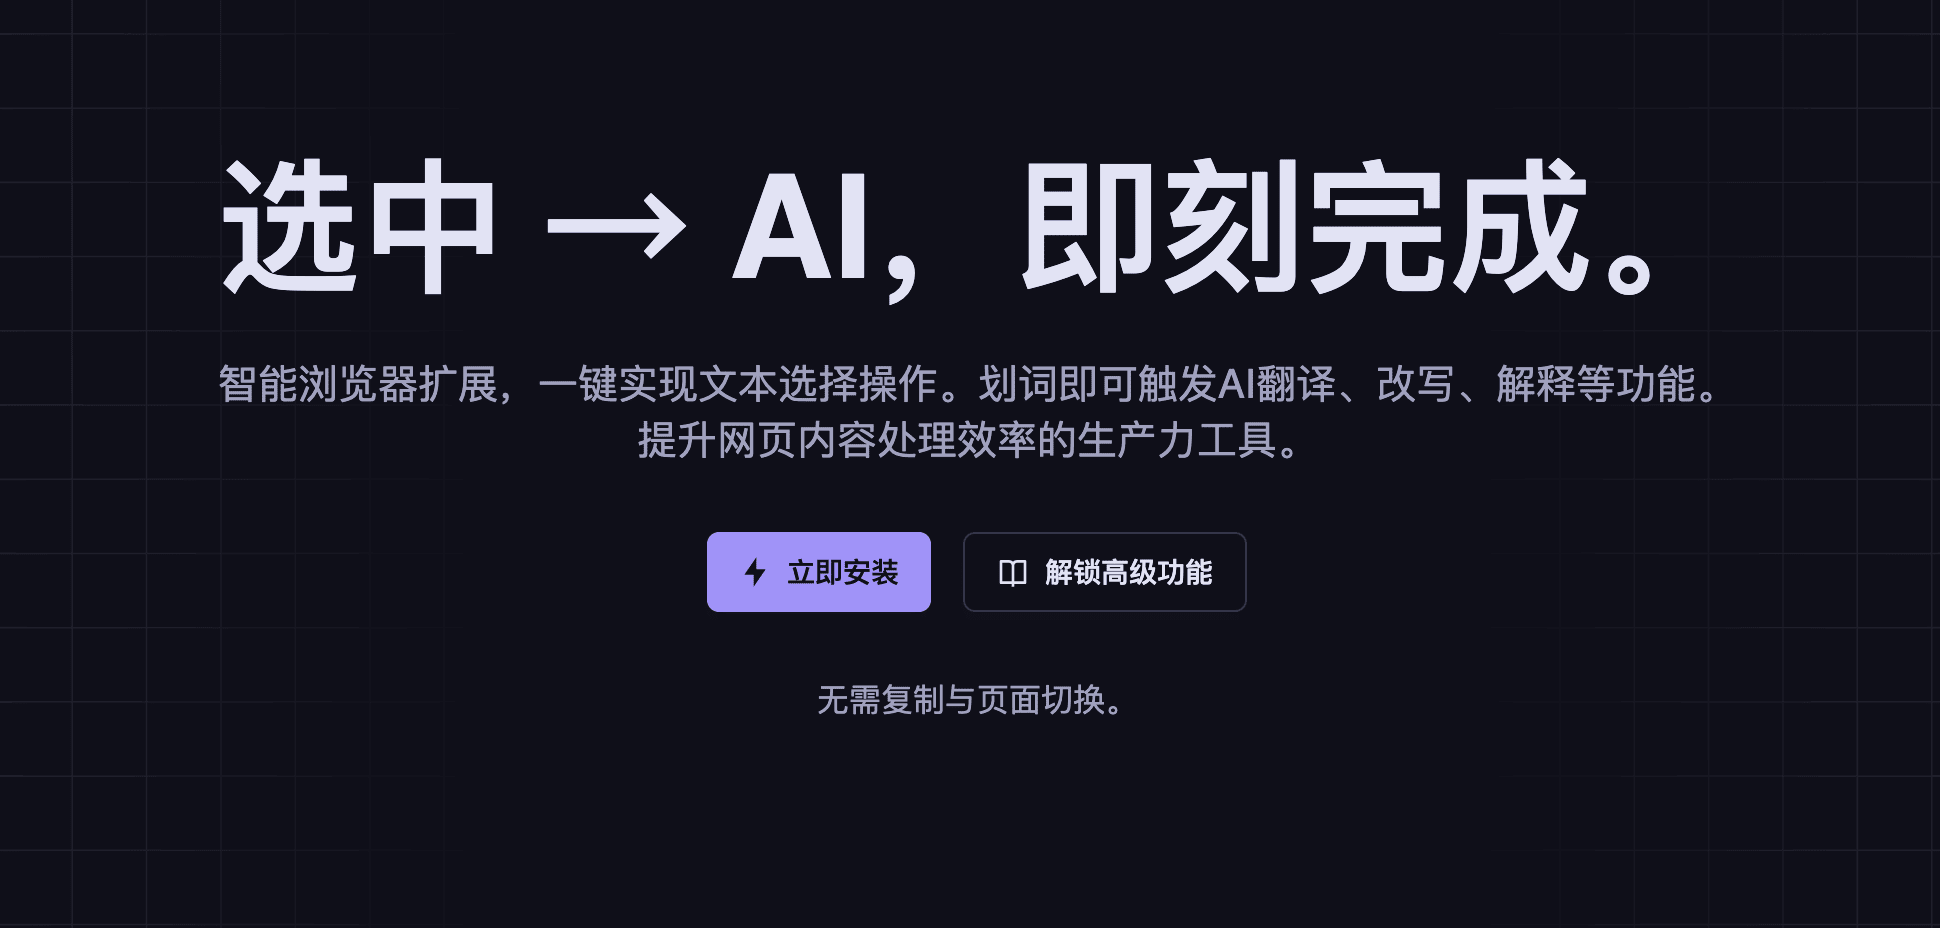 选中 → AI，即刻完成。
智能浏览器扩展，一键实现文本选择操作。划词即可触发AI翻译、改写、解释等功能。
提升网页内容处理效率的生产力工具。
立即安装
解锁高级功能
无需复制与页面切换。